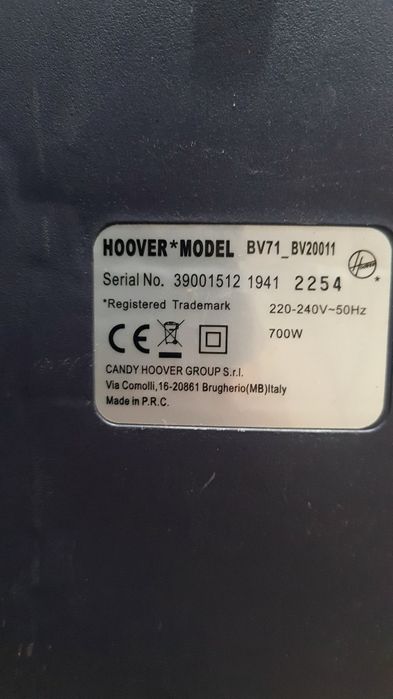 HOOVER*MODEL BV71_BV20011
Serial No. 39001512 1941 2254
*
*Registered Trademark 220-240V~50Hz
CE 700W
CANDY HOOVER GROUP S.r.l.
Via Comolli,16-20861 Brugherio(MB)Italy
Made in P.R.C.